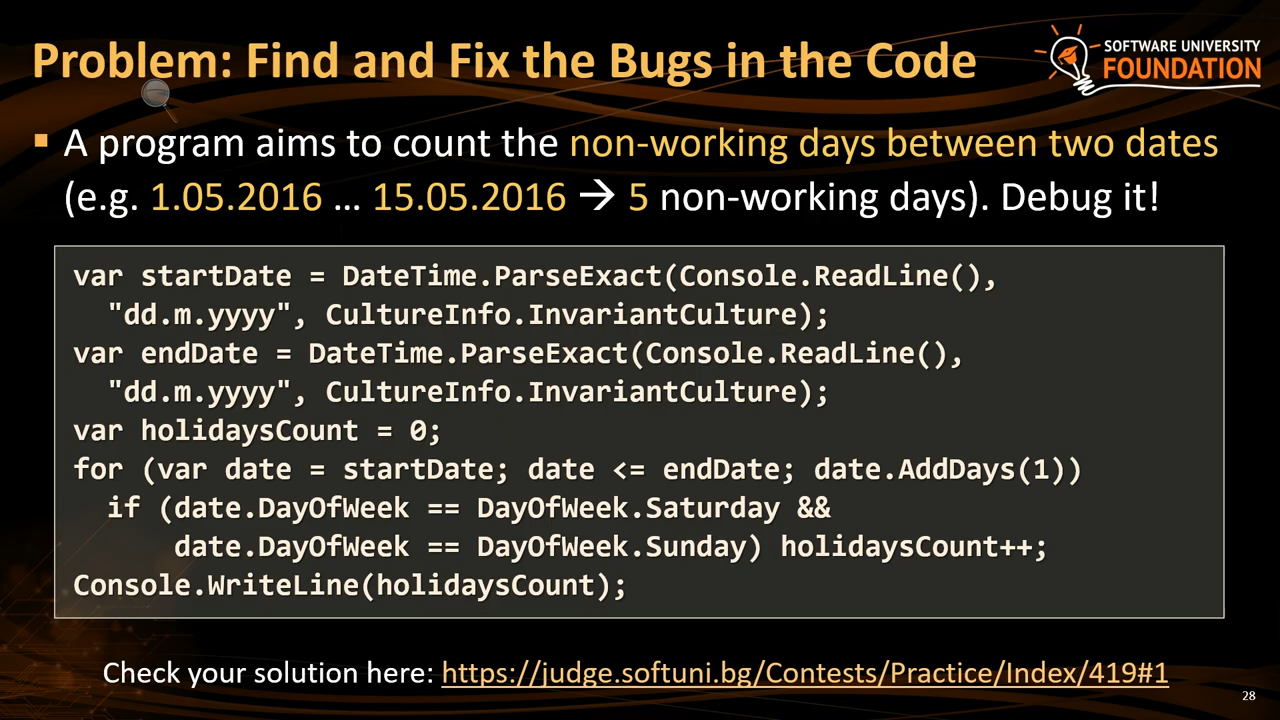 Problem: Find and Fix the Bugs in the Code
SOFTWARE UNIVERSITY
FOUNDATION
▪ A program aims to count the non-working days between two dates
(e.g. 1.05.2016 … 15.05.2016 → 5 non-working days). Debug it!
var startDate = DateTime.ParseExact(Console.ReadLine(),
"dd.m.yyyy", CultureInfo.InvariantCulture);
var endDate = DateTime.ParseExact(Console.ReadLine(),
"dd.m.yyyy", CultureInfo.InvariantCulture);
var holidaysCount = 0;
for (var date = startDate; date <= endDate; date.AddDays(1))
if (date.DayOfWeek == DayOfWeek.Saturday &&
date.DayOfWeek == DayOfWeek.Sunday) holidaysCount++;
Console.WriteLine(holidaysCount);
Check your solution here: https://judge.softuni.bg/Contests/Practice/Index/419#1
28